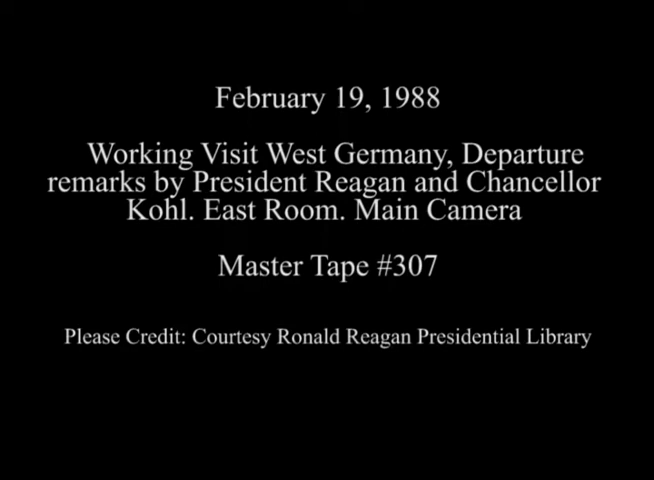 February 19, 1988
Working Visit West Germany, Departure
remarks by President Reagan and Chancellor
Kohl. East Room. Main Camera
Master Tape #307
Please Credit: Courtesy Ronald Reagan Presidential Library